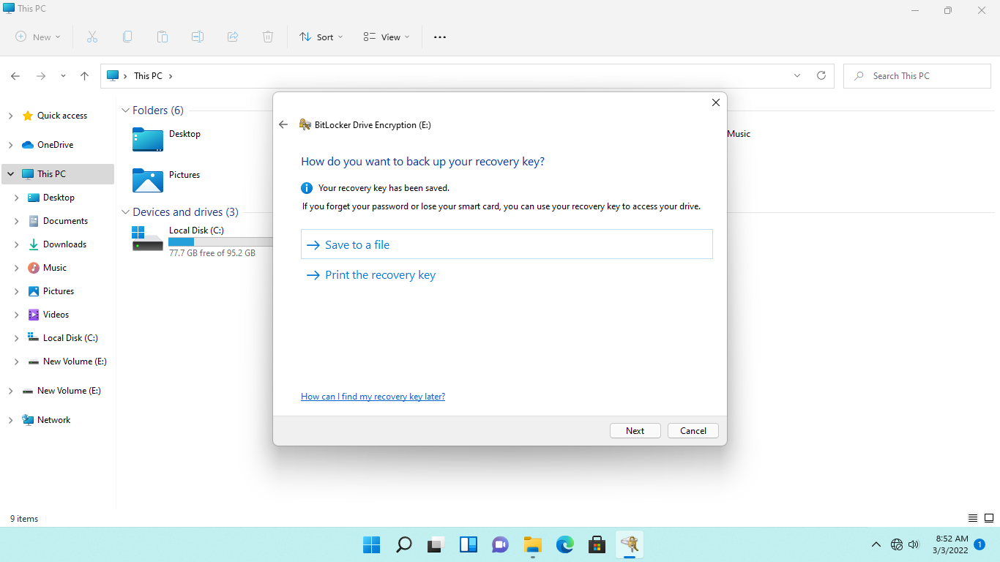 This PC
New
Sort
View
This PC
Search This PC
Quick access
OneDrive
This PC
Desktop
Documents
Downloads
Music
Pictures
Videos
Local Disk (C:)
New Volume (E:)
New Volume (E:)
Network
Folders (6)
Desktop
Music
Pictures
Devices and drives (3)
Local Disk (C:)
77.7 GB free of 95.2 GB
BitLocker Drive Encryption (E:)
How do you want to back up your recovery key?
Your recovery key has been saved.
If you forget your password or lose your smart card, you can use your recovery key to access your drive.
Save to a file
Print the recovery key
How can I find my recovery key later?
Next
Cancel
9 items
8:52 AM
3/3/2022
1